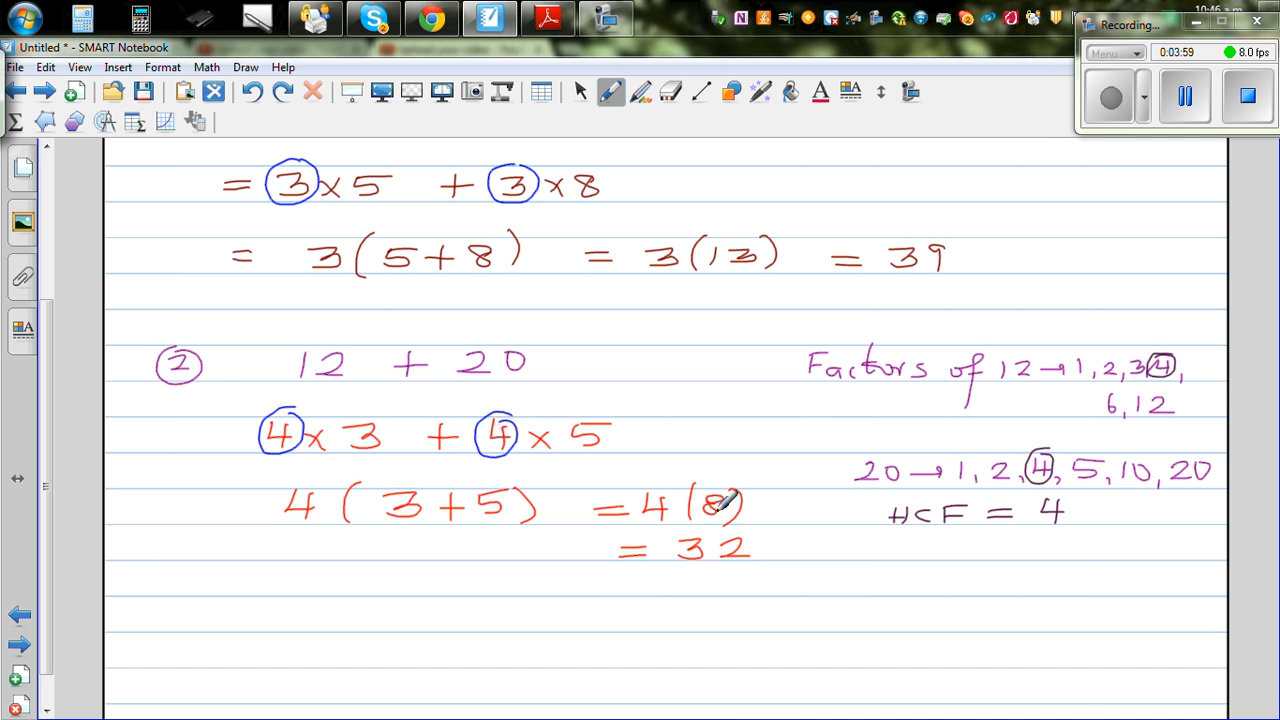 10:46 a.m.
Recording...
Menu
0:03:59
8.0 fps
Untitled * - SMART Notebook
File Edit View Insert Format Math Draw Help
= 3 × 5 + 3 × 8
= 3 ( 5 + 8 ) = 3 ( 13 ) = 39
2 12 + 20
Factors of 12 → 1, 2, 3 4,
6, 12
4 × 3 + 4 × 5
20 → 1, 2, 4, 5, 10, 20
4 ( 3 + 5 ) = 4 ( 8 )
HCF = 4
= 32